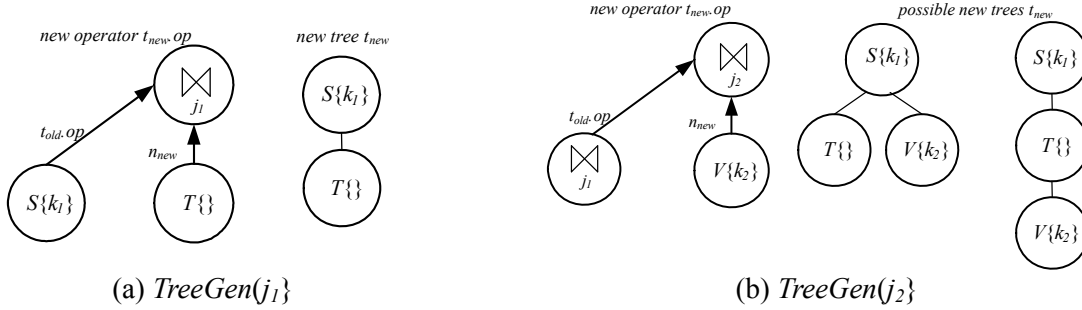 new operator t_new.op
new tree t_new
⋈
j_1
S{k_1}
t_old.op
n_new
S{k_1}
T{}
T{}
(a) TreeGen(j_1}
new operator t_new.op
possible new trees t_new
⋈
j_2
S{k_1}
S{k_1}
t_old.op
n_new
⋈
j_1
V{k_2}
T{}
V{k_2}
T{}
V{k_2}
(b) TreeGen(j_2}